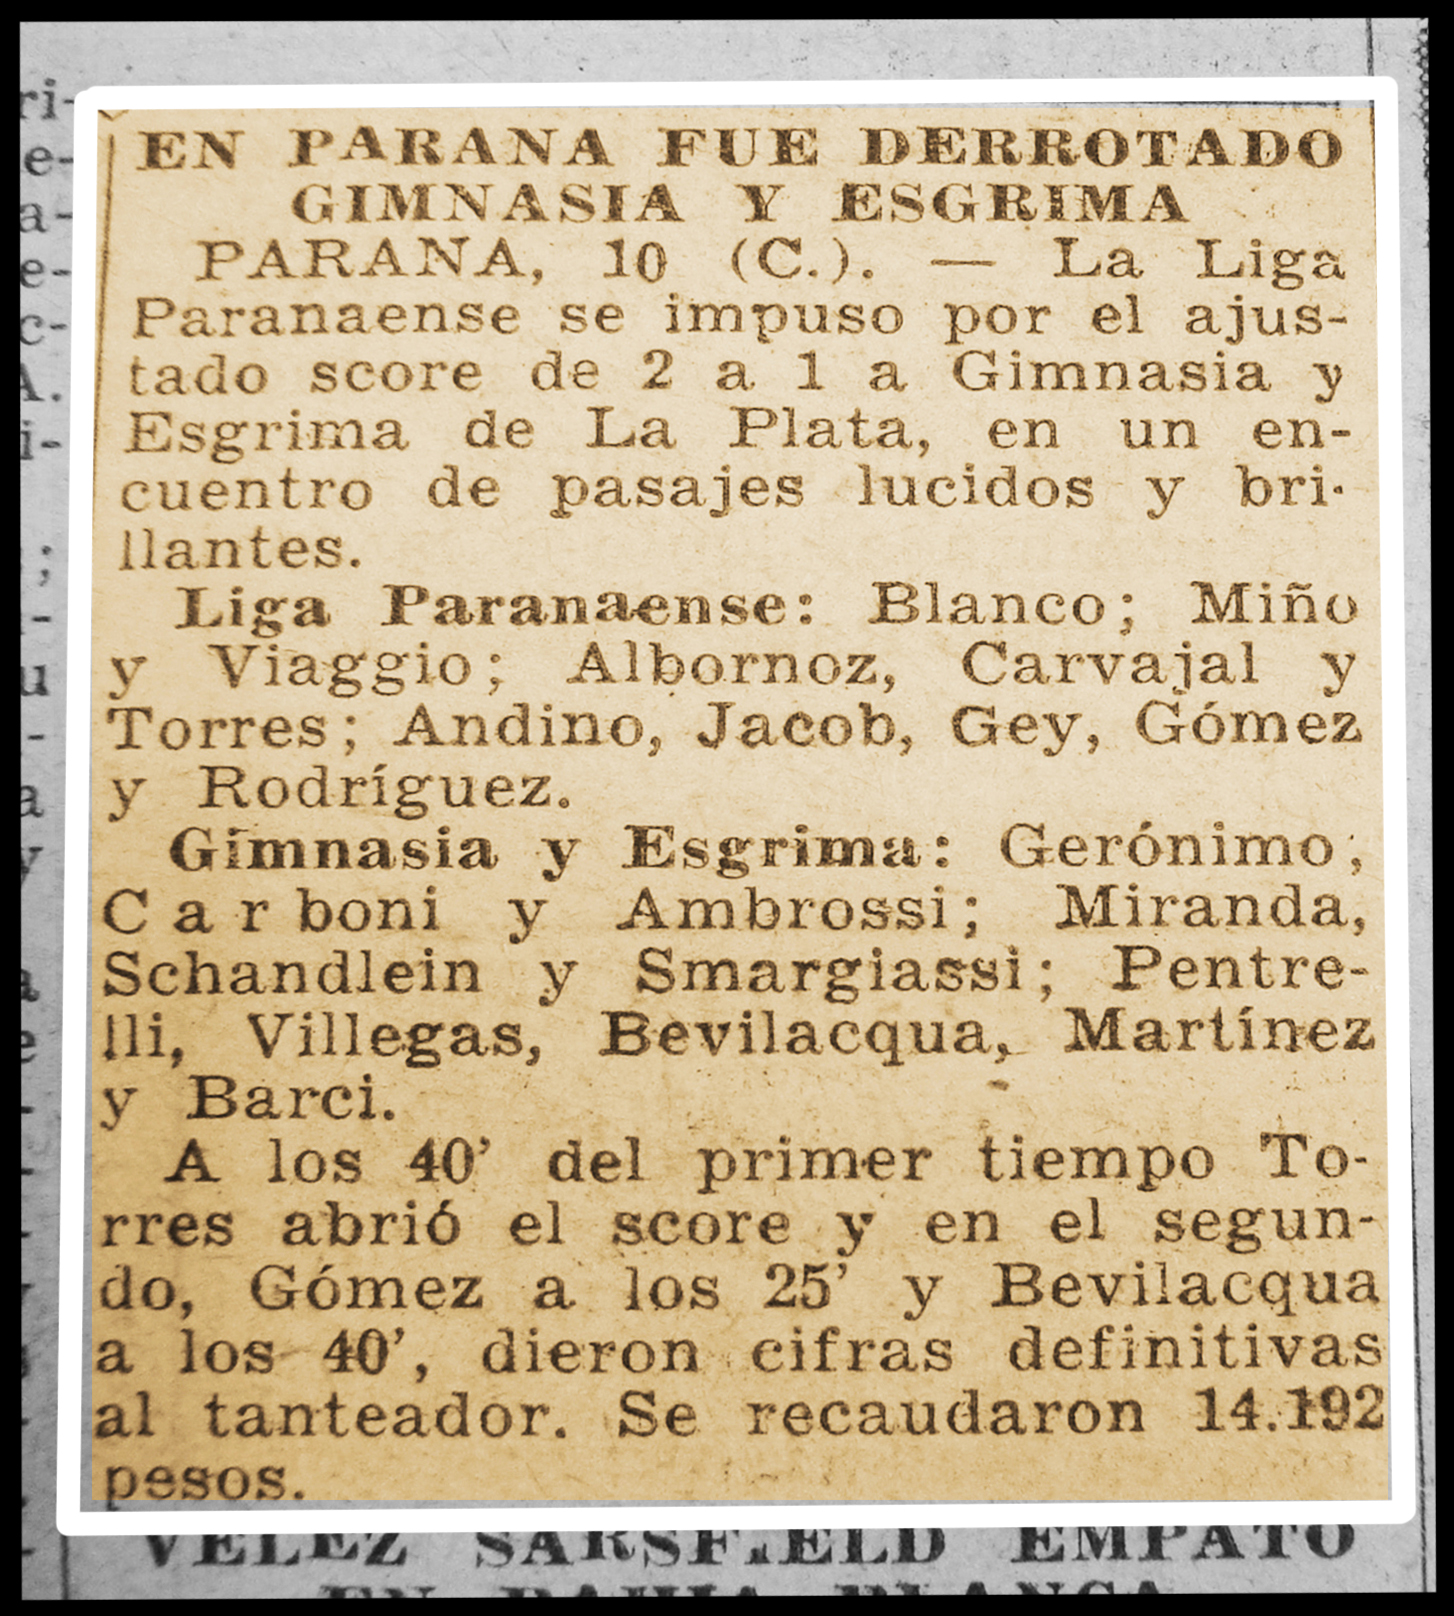 EN PARANA FUE DERROTADO
GIMNASIA Y ESGRIMA
PARANA, 10 (C.). — La Liga
Paranaense se impuso por el ajus-
tado score de 2 a 1 a Gimnasia y
Esgrima de La Plata, en un en-
cuentro de pasajes lucidos y bri-
llantes.
Liga Paranaense: Blanco; Miño
y Viaggio; Albornoz, Carvajal y
Torres; Andino, Jacob, Gey, Gómez
y Rodríguez.
Gimnasia y Esgrima: Gerónimo;
Carboni y Ambrossi; Miranda,
Schandlein y Smargiassi; Pentre-
lli, Villegas, Bevilacqua, Martínez
y Barci.
A los 40' del primer tiempo To-
rres abrió el score y en el segun-
do, Gómez a los 25' y Bevilacqua
a los 40', dieron cifras definitivas
al tanteador. Se recaudaron 14.192
pesos.
VELEZ SARSFIELD EMPATO
EN BAHIA BLANCA